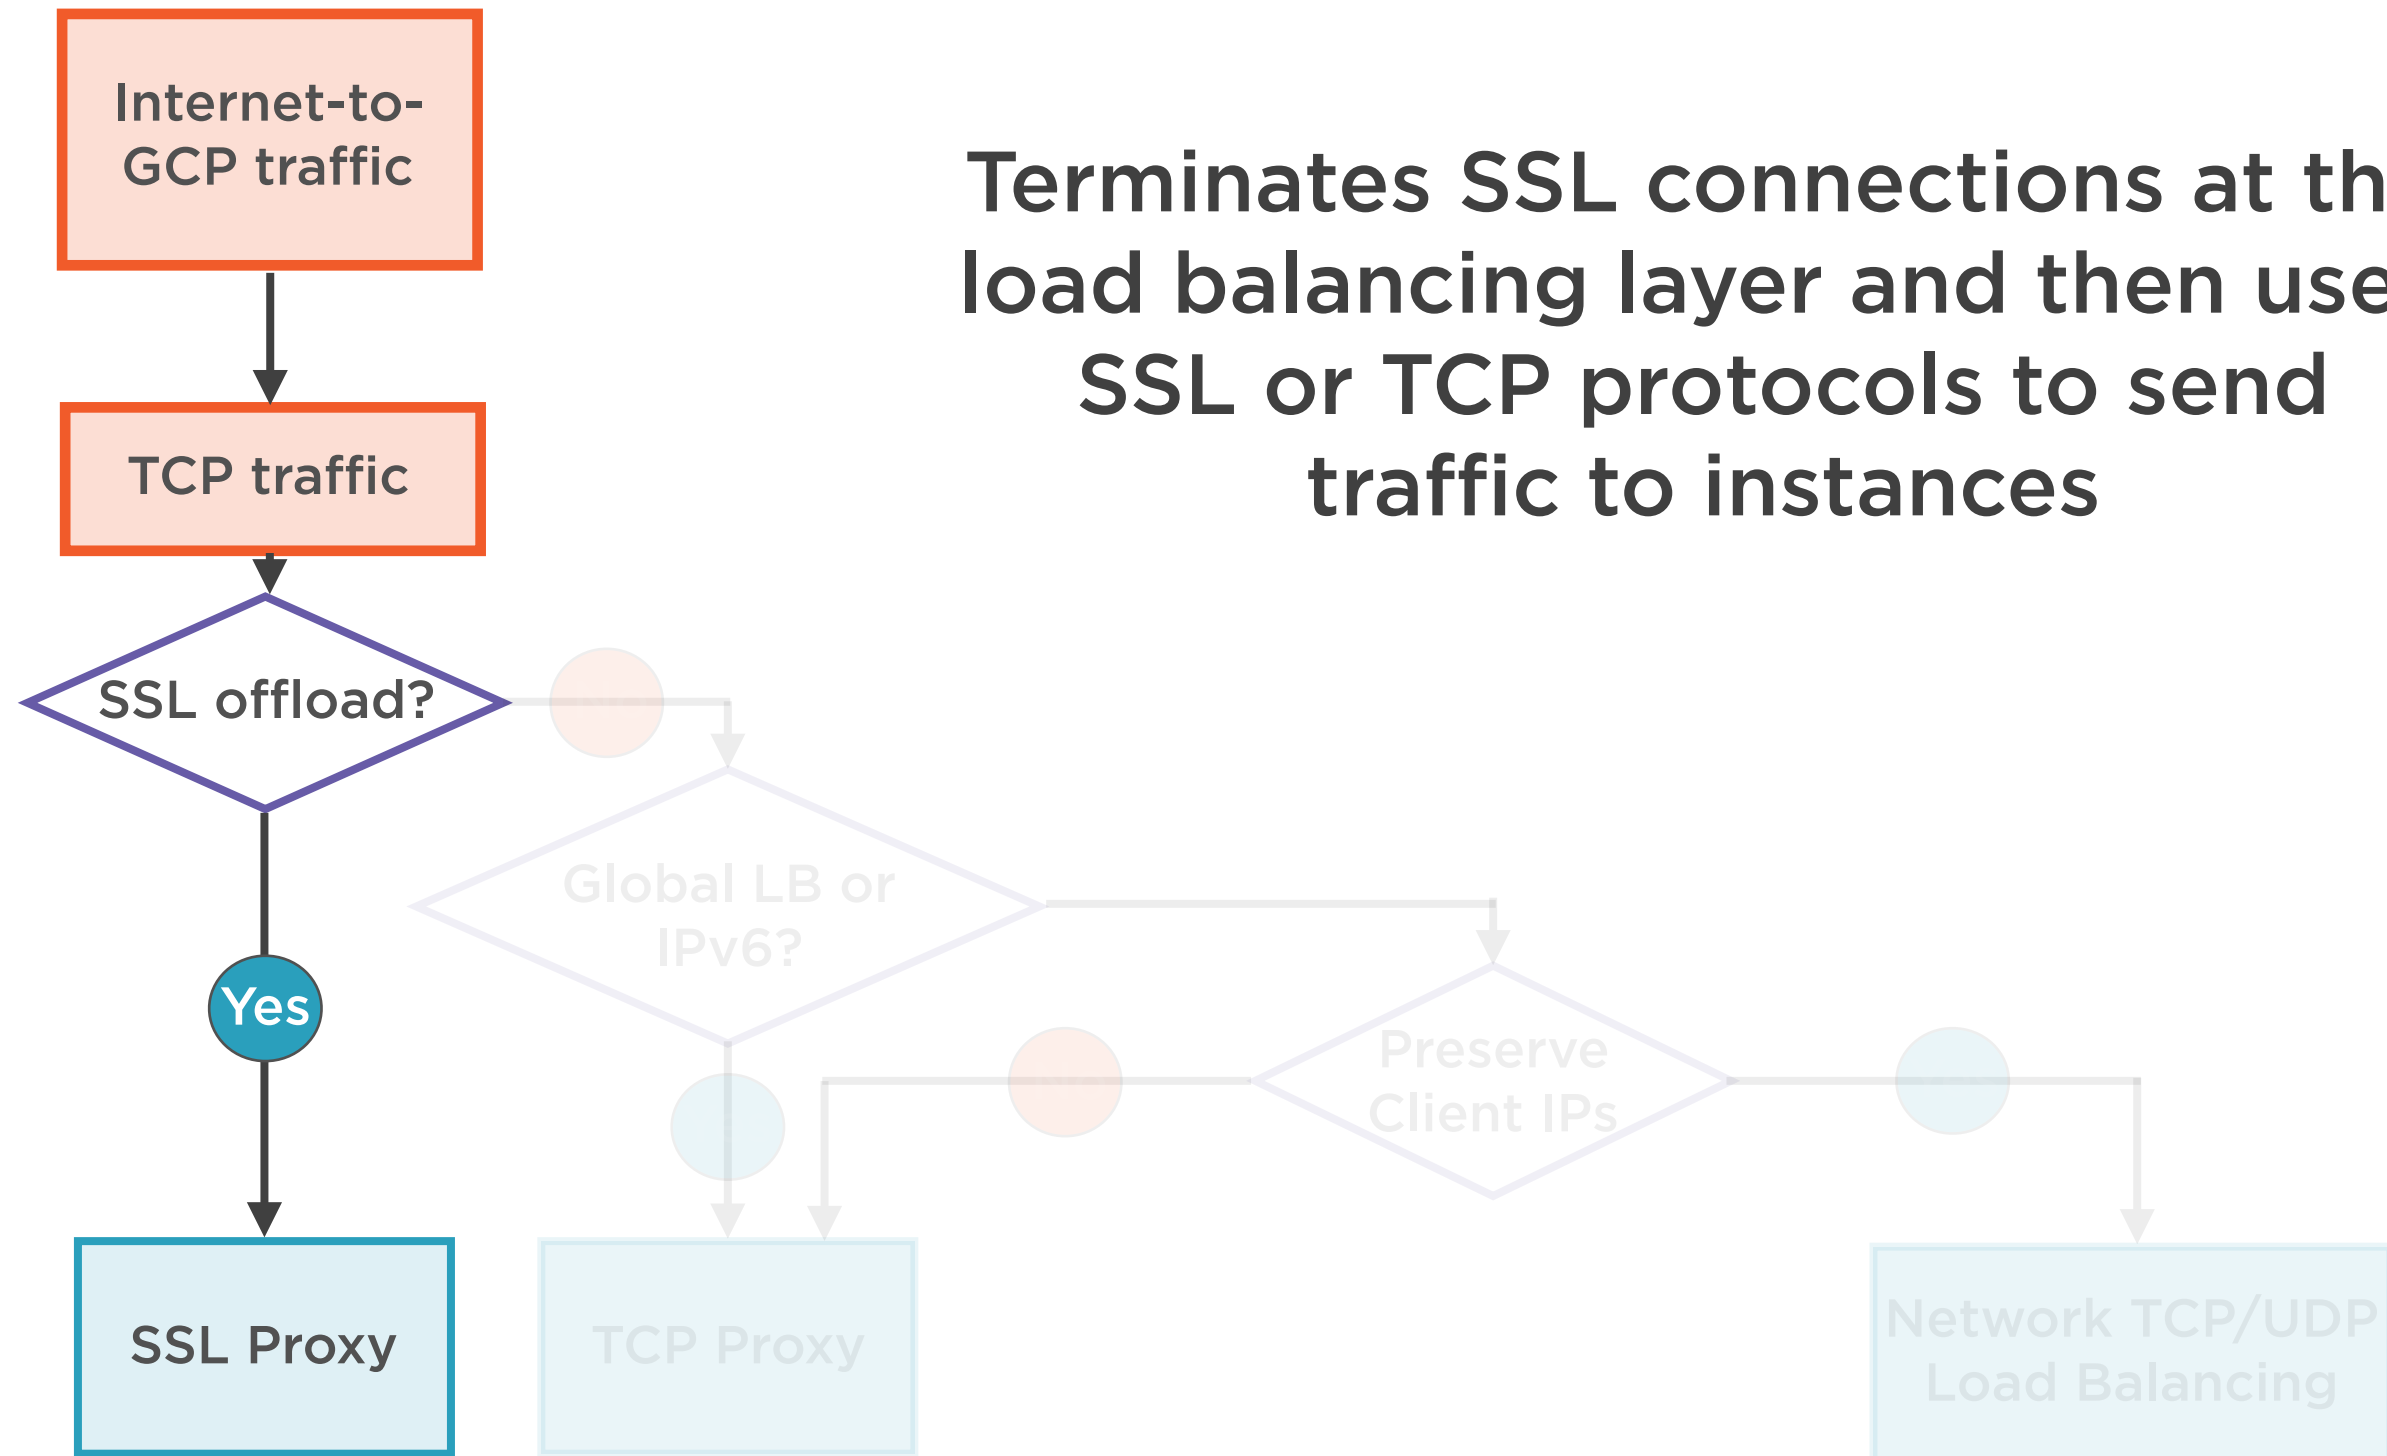 Internet-to-
GCP traffic
Terminates SSL connections at th
load balancing layer and then use
SSL or TCP protocols to send
traffic to instances
TCP traffic
SSL offload?
Global LB or
IPv6?
Yes
Preserve
Client IPs
SSL Proxy
TCP Proxy
Network TCP/UDP
Load Balancing